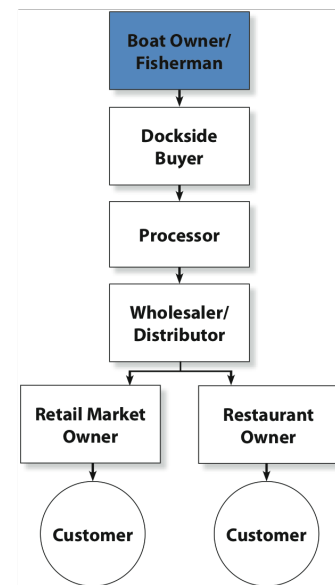 Boat Owner/
Fisherman
Dockside
Buyer
Processor
Wholesaler/
Distributor
Retail Market
Owner
Restaurant
Owner
Customer
Customer